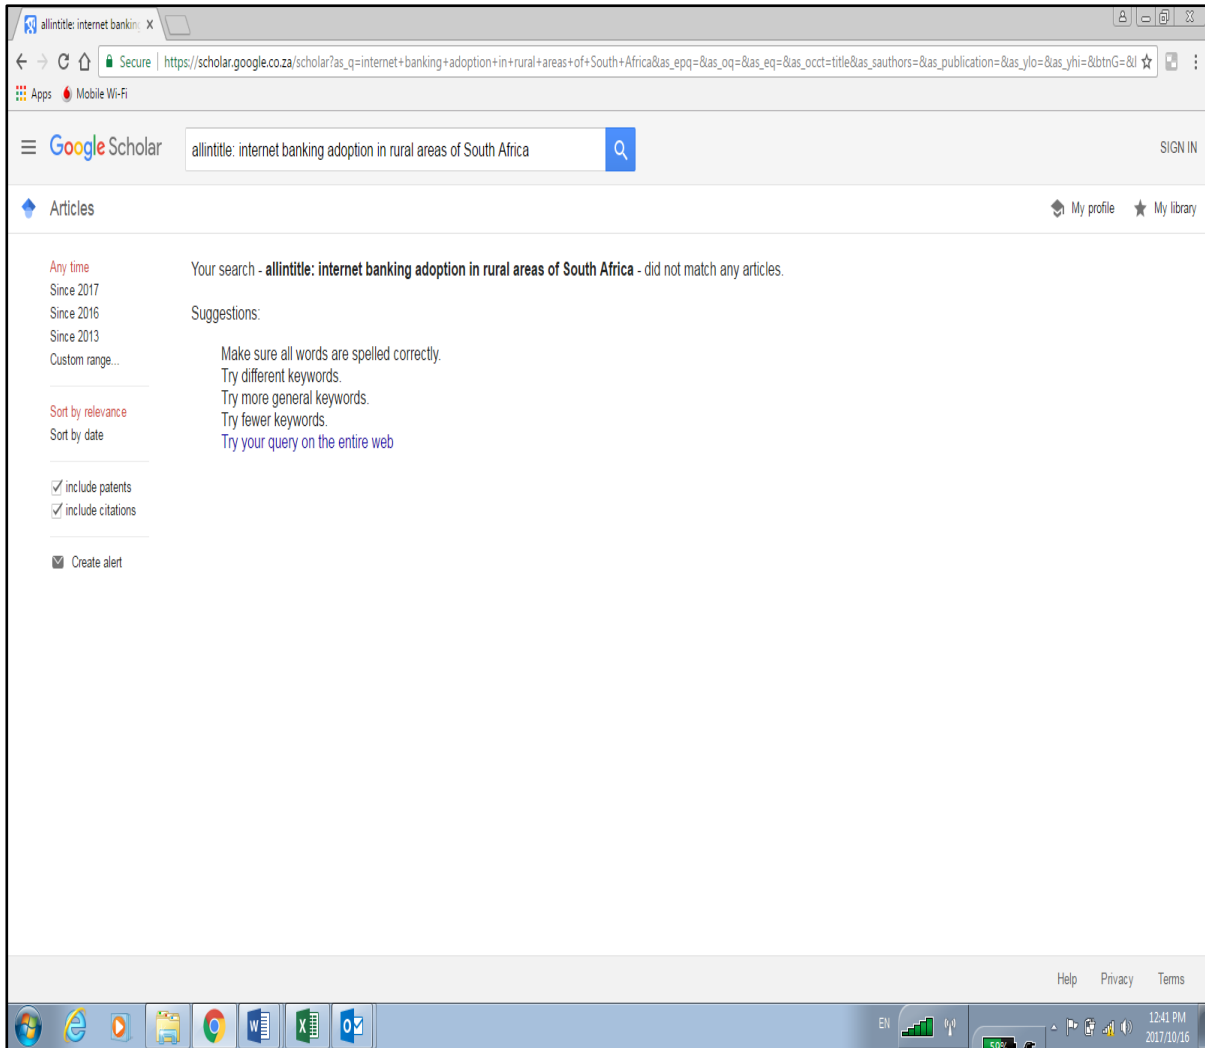 allintitle: internet bankin
Secure https://scholar.google.co.za/scholar?as_q=internet+banking+adoption+in+rural+areas+of+South+Africa&as_epq=&as_oq=&as_eq=&as_occt=title&as_sauthors=&as_publication=&as_ylo=&as_yhi=&btnG=&l
Apps Mobile Wi-Fi
Google Scholar allintitle: internet banking adoption in rural areas of South Africa SIGN IN
Articles My profile My library
Any time
Since 2017
Since 2016
Since 2013
Custom range...
Sort by relevance
Sort by date
include patents
include citations
Create alert
Your search - allintitle: internet banking adoption in rural areas of South Africa - did not match any articles.
Suggestions:
Make sure all words are spelled correctly.
Try different keywords.
Try more general keywords.
Try fewer keywords.
Try your query on the entire web
Help Privacy Terms
EN 59% 12:41 PM
2017/10/16